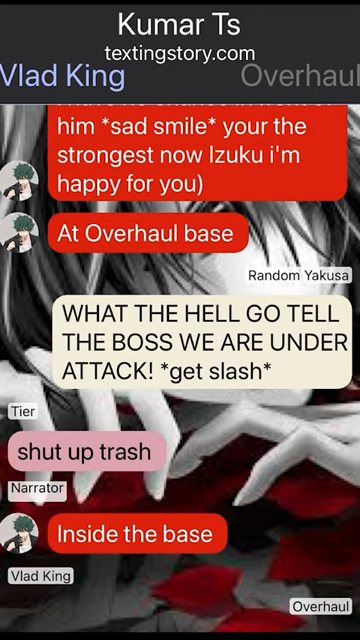 Kumar Ts
textingstory.com
Vlad King
Overhaul
him *sad smile* your the
strongest now Izuku i'm
happy for you)
At Overhaul base
Random Yakusa
WHAT THE HELL GO TELL
THE BOSS WE ARE UNDER
ATTACK! *get slash*
Tier
shut up trash
Narrator
Inside the base
Vlad King
Overhaul